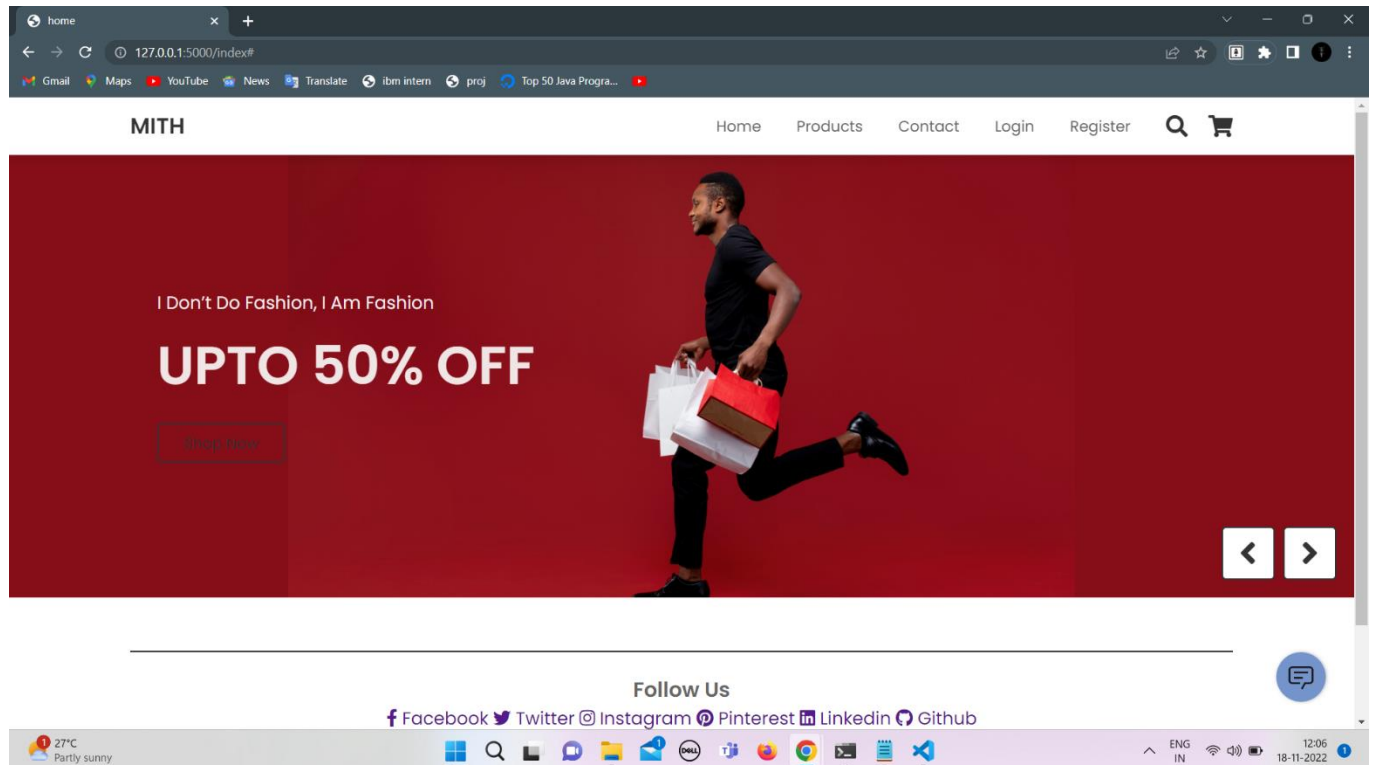 home
127.0.0.1:5000/index#
Gmail Maps YouTube News Translate ibm intern proj Top 50 Java Progra...
MITH Home Products Contact Login Register
I Don't Do Fashion, I Am Fashion
UPTO 50% OFF
Shop Now
Follow Us
Facebook Twitter Instagram Pinterest Linkedin Github
27°C
Partly sunny
ENG
IN
12:06
18-11-2022